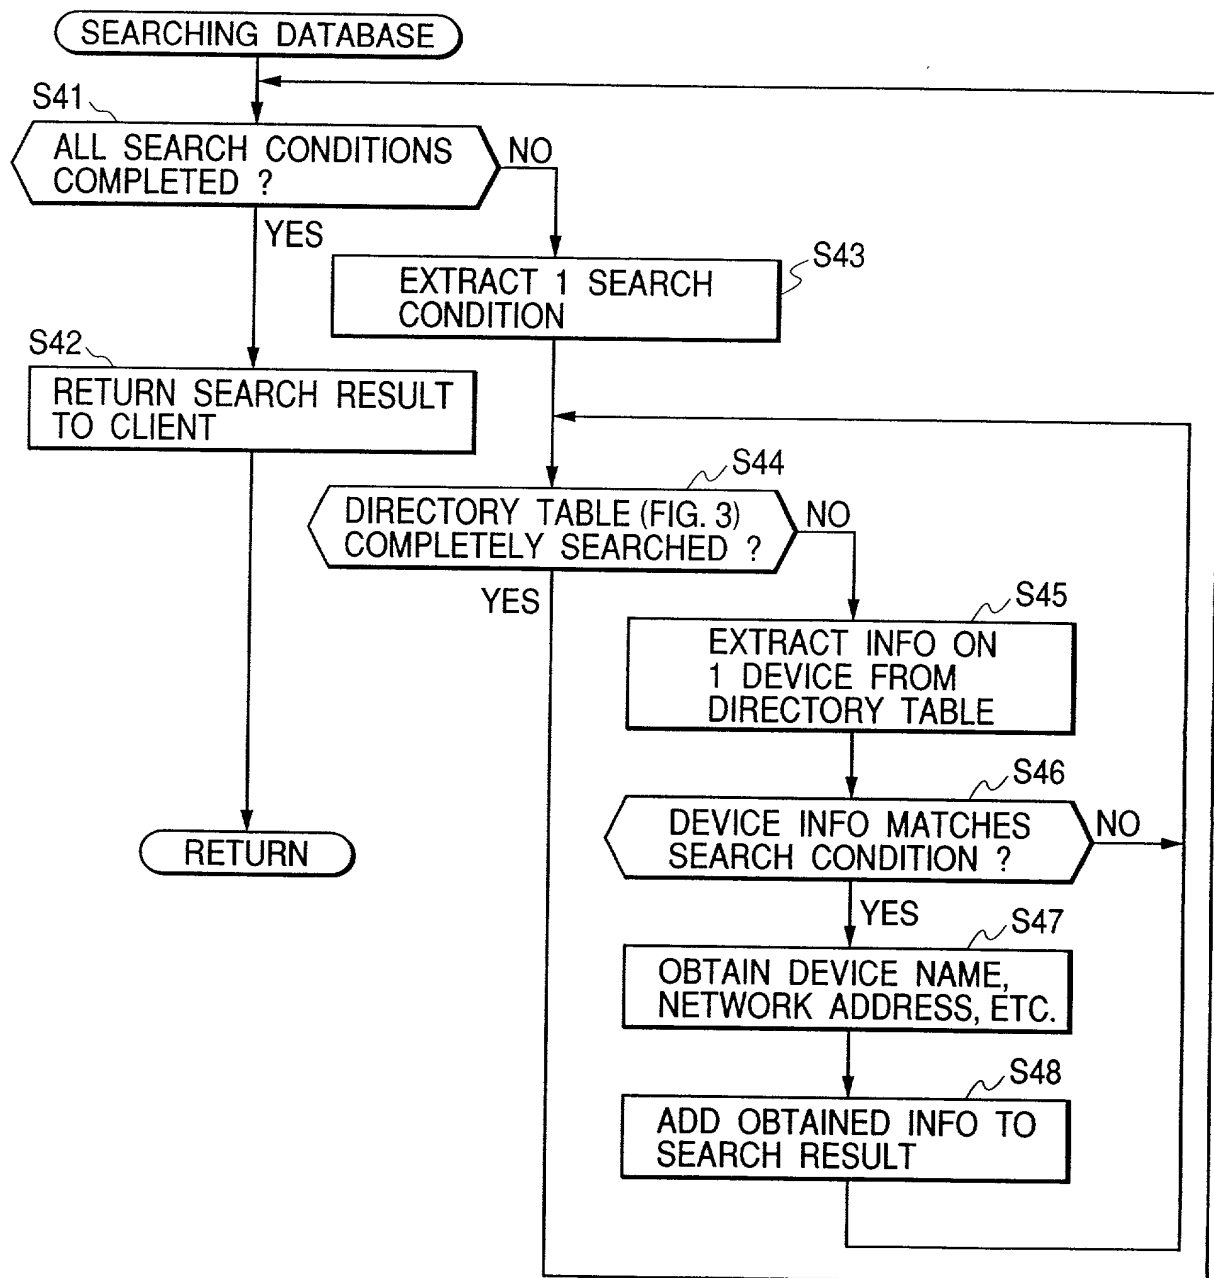 SEARCHING DATABASE
S41
ALL SEARCH CONDITIONS
COMPLETED ?
NO
YES
S43
EXTRACT 1 SEARCH
CONDITION
S42
RETURN SEARCH RESULT
TO CLIENT
S44
DIRECTORY TABLE (FIG. 3)
COMPLETELY SEARCHED ?
NO
YES
S45
EXTRACT INFO ON
1 DEVICE FROM
DIRECTORY TABLE
S46
DEVICE INFO MATCHES
SEARCH CONDITION ?
NO
RETURN
YES
S47
OBTAIN DEVICE NAME,
NETWORK ADDRESS, ETC.
S48
ADD OBTAINED INFO TO
SEARCH RESULT